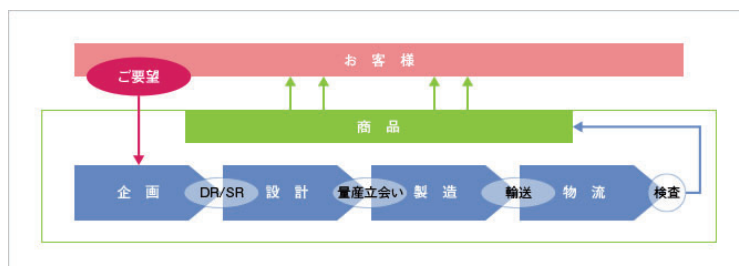 お客様
ご要望
商品
企画
DR/SR
設計
量産立会い
製造
輸送
物流
検査